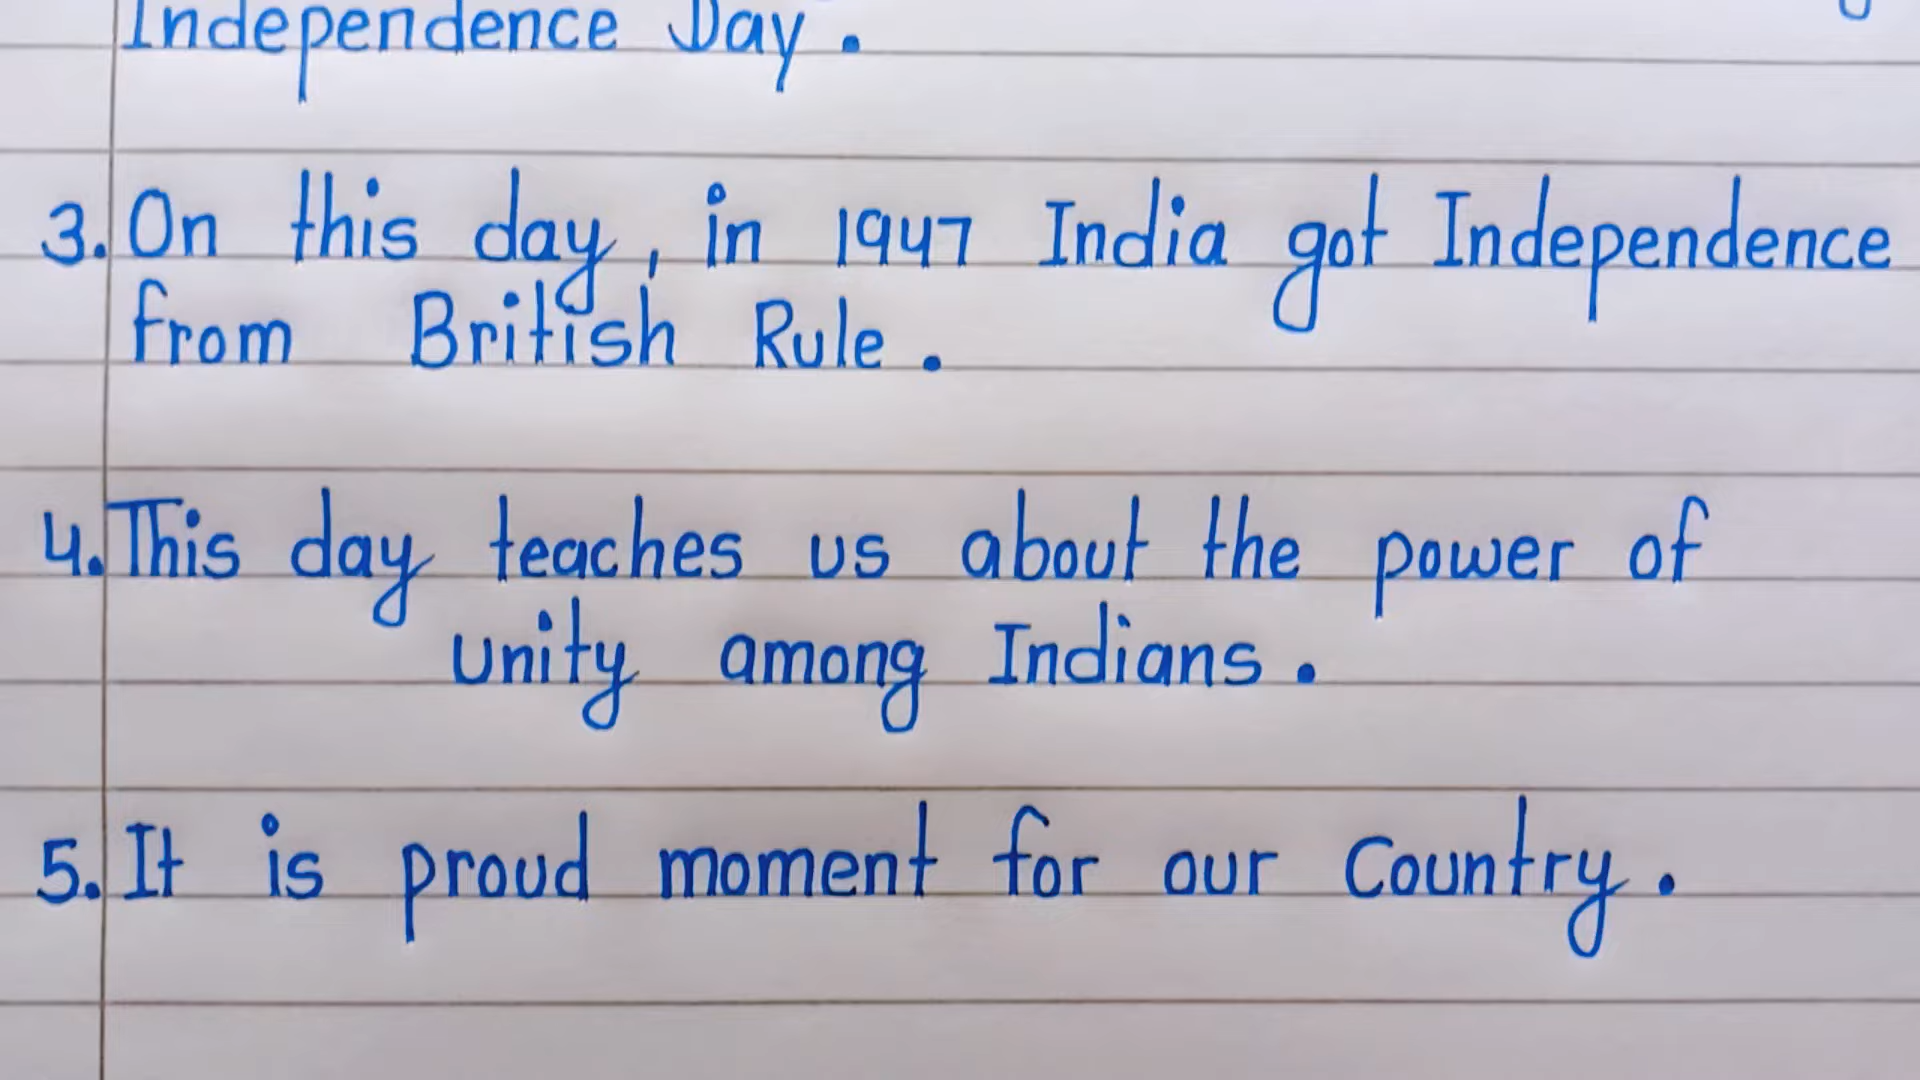 Independence Day.
3. On this day, in 1947 India got Independence
from British Rule.
4. This day teaches us about the power of
unity among Indians.
5. It is proud moment for our Country.